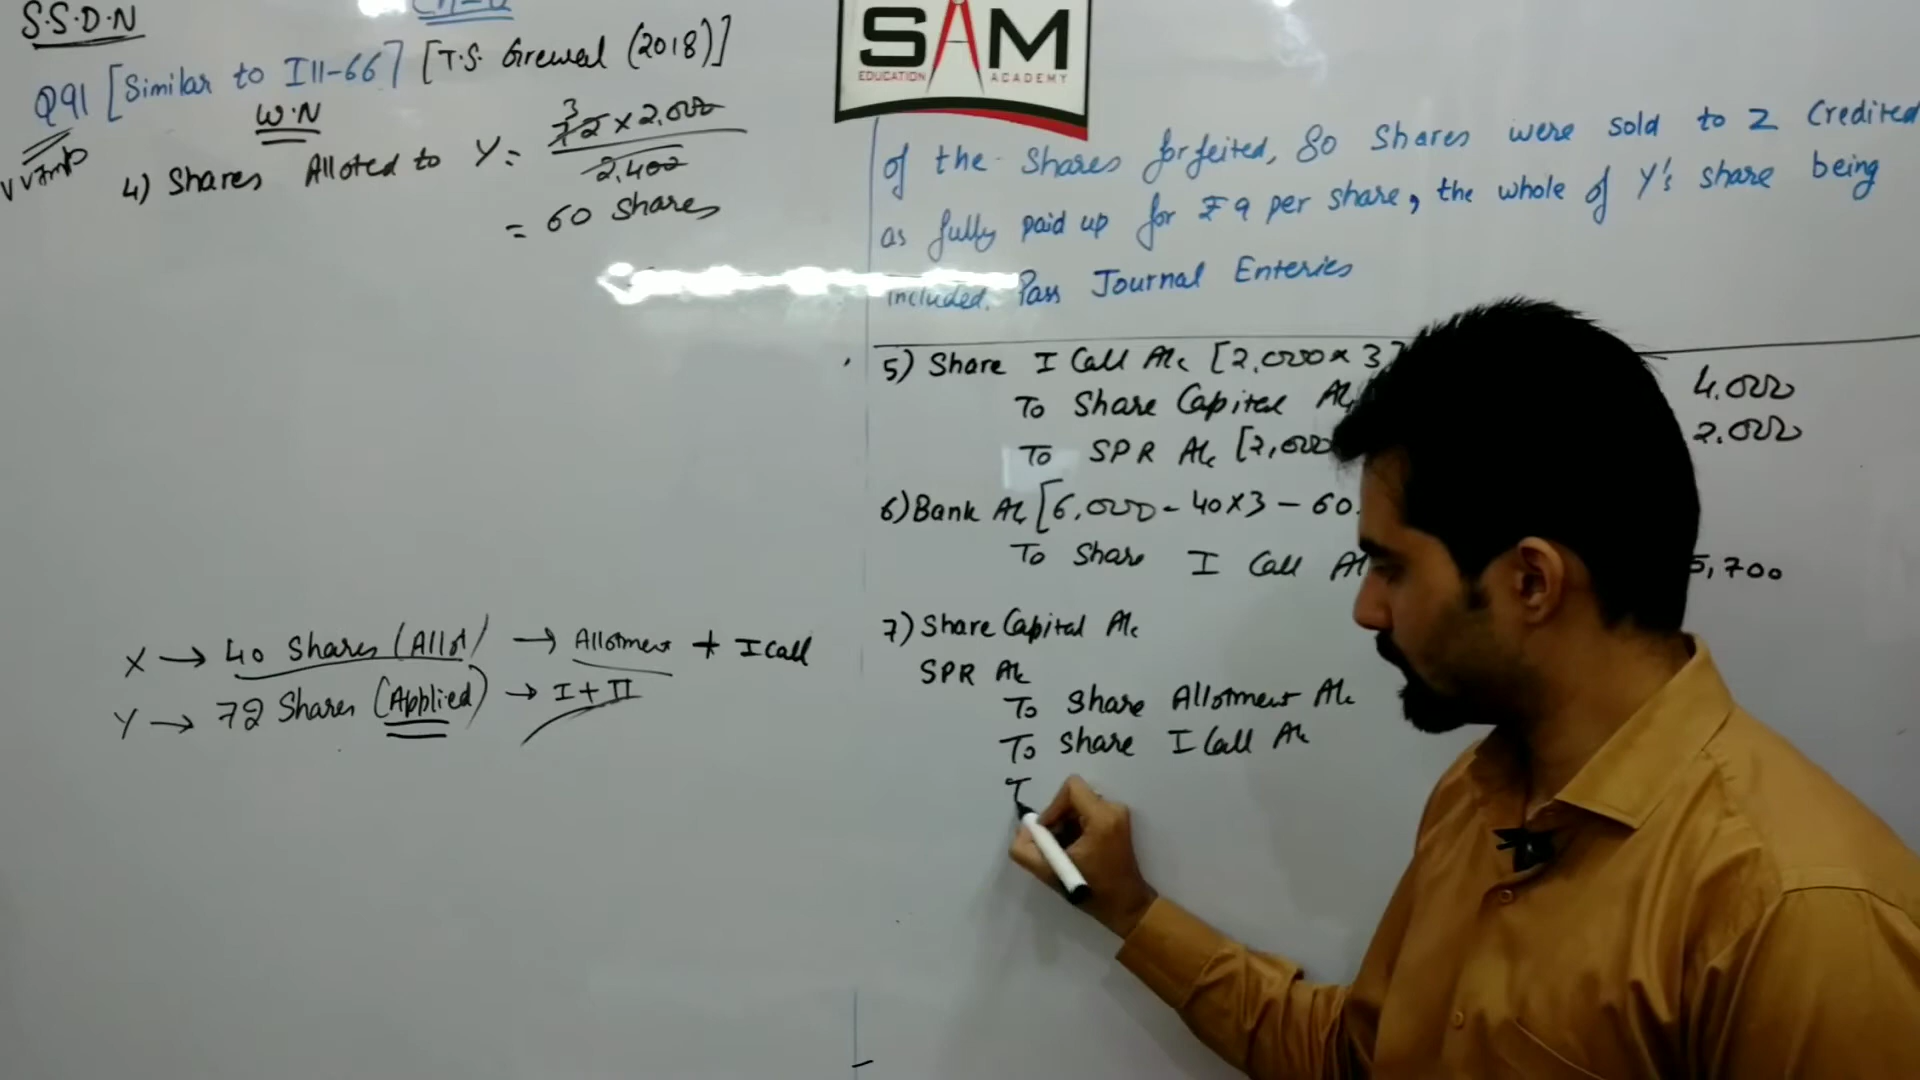 S.S.D.N
Q91 [Similar to Ill-66] [T.S. Grewal (2018)]
VVImp
W.N
4) Shares Alloted to Y = 72 × 2,000
2,400
3
= 60 Shares
SAM
EDUCATION ACADEMY
of the Shares forfeited, 80 Shares were sold to Z Credited
as fully paid up for ₹9 per share, the whole of Y's share being
included. Pass Journal Enteries
5) Share I Call A/c [2,000 × 3]
To Share Capital A/c 4,000
To SPR A/c [2,000 2,000
6) Bank A/c [6,000 - 40×3 - 60
To Share I Call A/c 5,700
7) Share Capital A/c
SPR A/c
To Share Allotment A/c
To Share I Call A/c
T
X → 40 Shares (Allot) → Allotment + I Call
Y → 72 Shares (Applied) → I + II